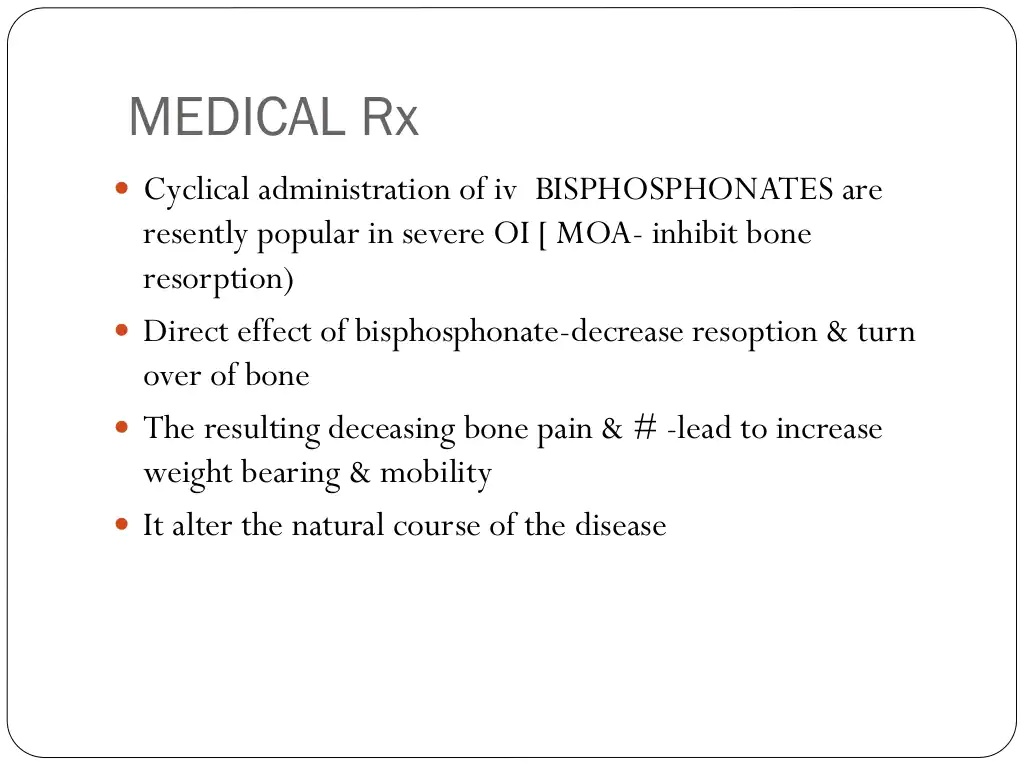 MEDICAL Rx
Cyclical administration of iv  BISPHOSPHONATES are
resently popular in severe OI [ MOA- inhibit bone
resorption)
Direct effect of bisphosphonate-decrease resoption & turn
over of bone
The resulting deceasing bone pain & # -lead to increase
weight bearing & mobility
It alter the natural course of the disease